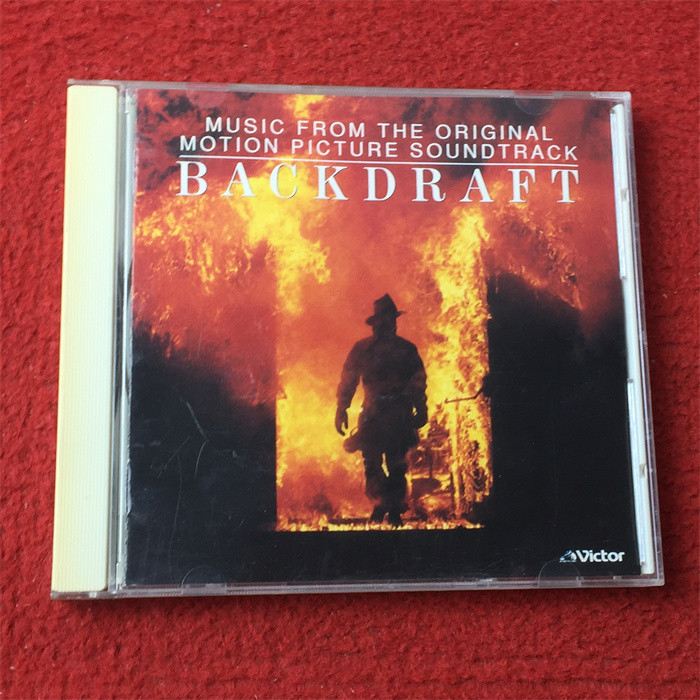 MUSIC FROM THE ORIGINAL
MOTION PICTURE SOUNDTRACK
BACKDRAFT
Victor